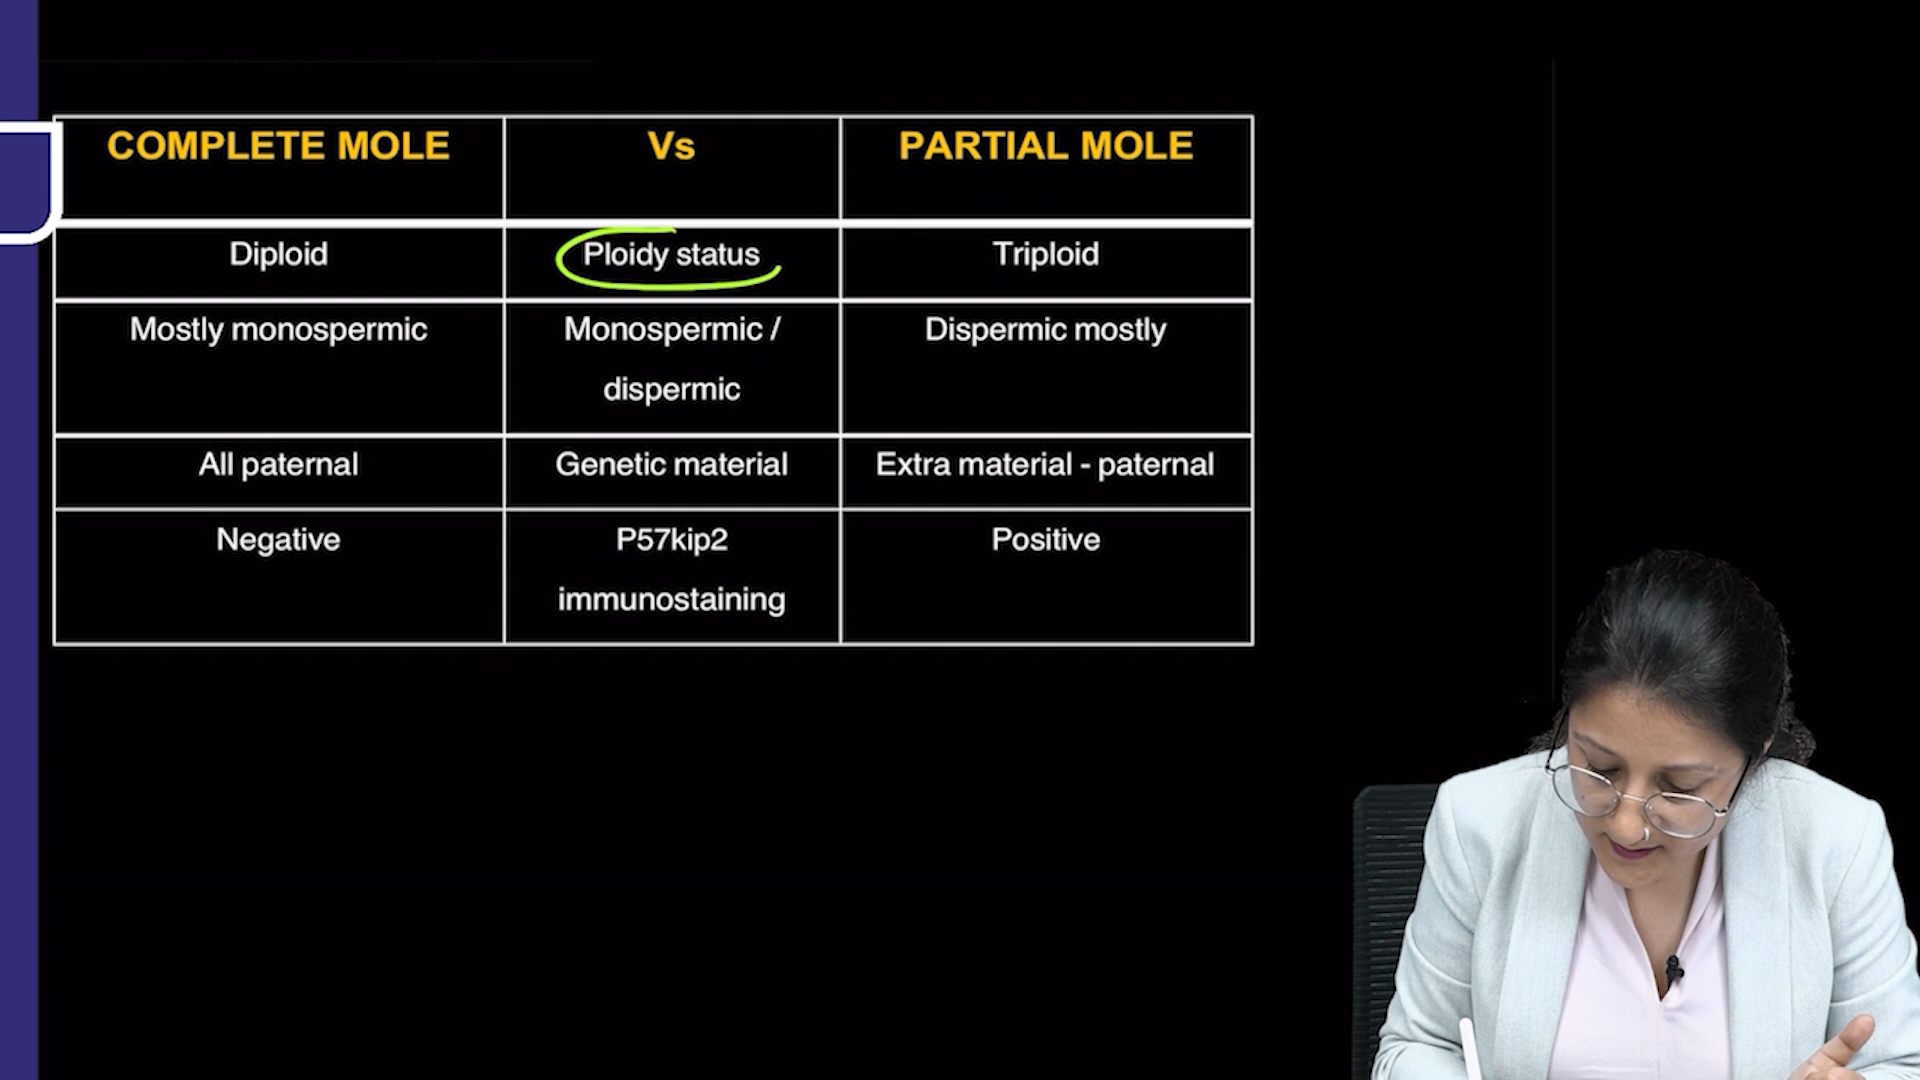 COMPLETE MOLE Vs PARTIAL MOLE
Diploid Ploidy status Triploid
Mostly monospermic Monospermic / Dispermic mostly
dispermic
All paternal Genetic material Extra material - paternal
Negative P57kip2 Positive
immunostaining